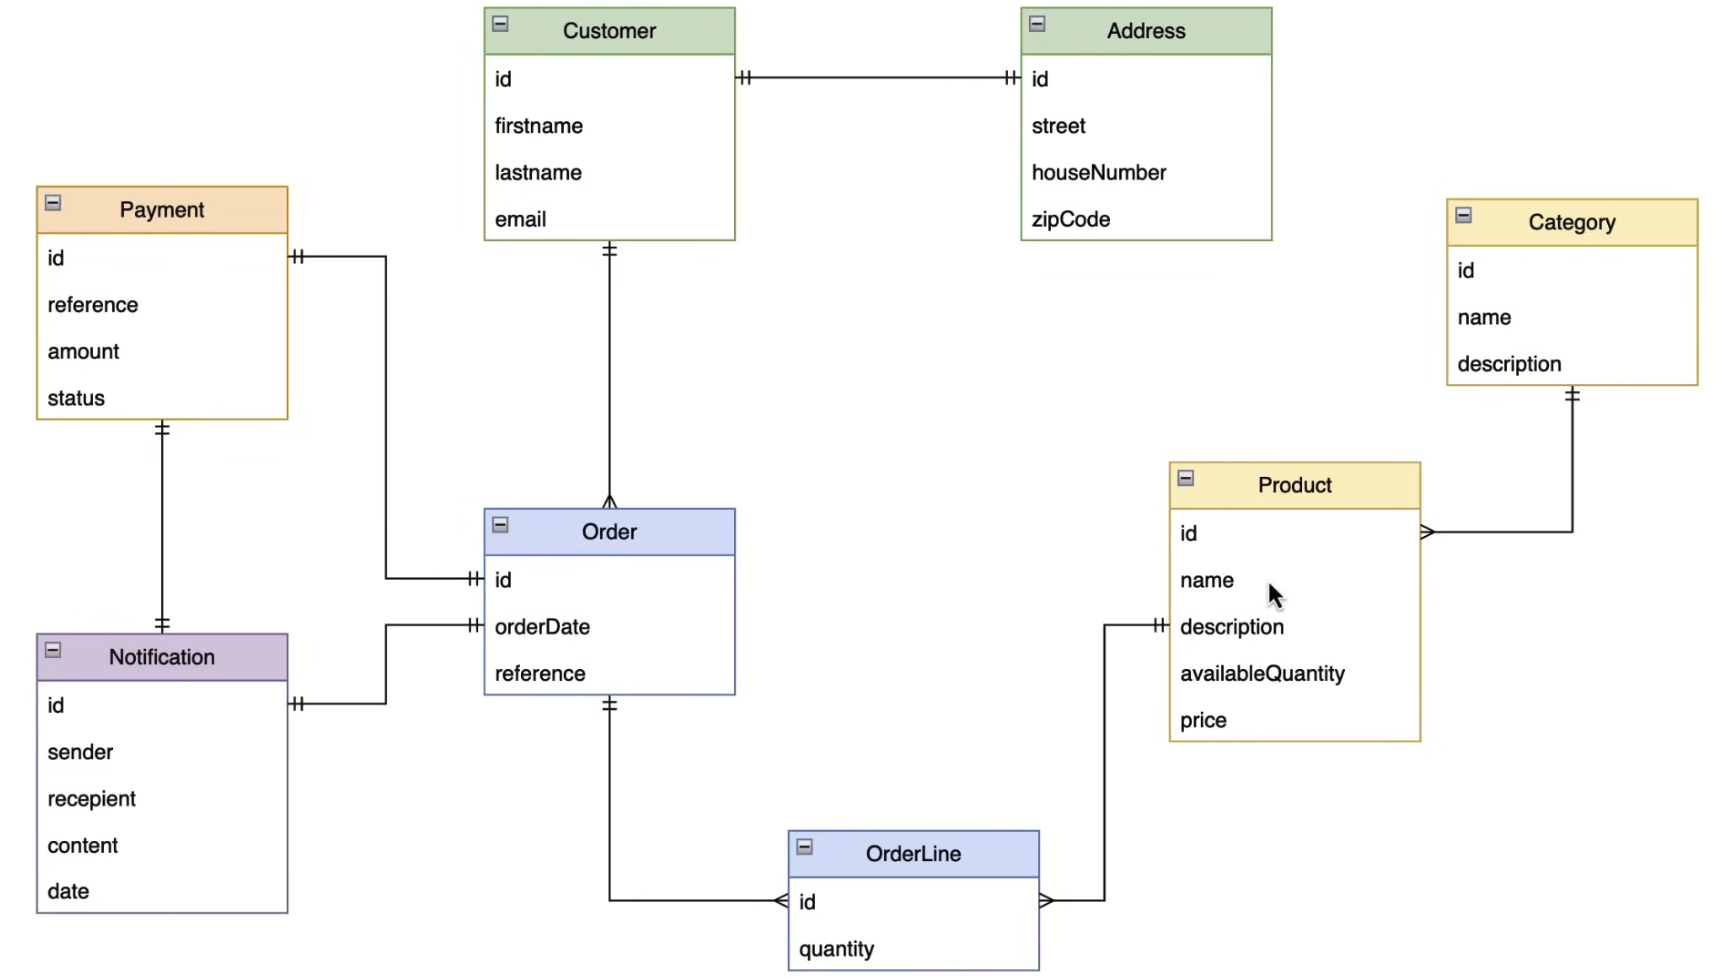 Customer
id
firstname
lastname
email
Address
id
street
houseNumber
zipCode
Payment
id
reference
amount
status
Category
id
name
description
Order
id
orderDate
reference
Product
id
name
description
availableQuantity
price
Notification
id
sender
recepient
content
date
OrderLine
id
quantity